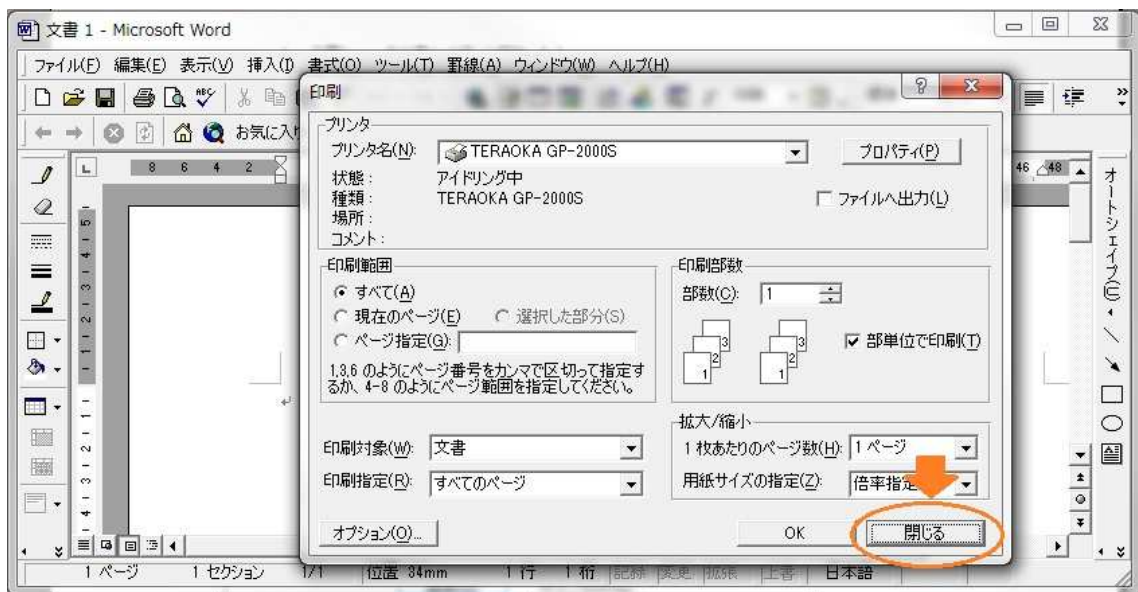 文書 1 - Microsoft Word
ファイル(F) 編集(E) 表示(V) 挿入(I) 書式(O) ツール(T) 罫線(A) ウィンドウ(W) ヘルプ(H)
印刷
お気に入
プリンタ
プリンタ名(N): TERAOKA GP-2000S プロパティ(P)
状態: アイドリング中
種類: TERAOKA GP-2000S ファイルへ出力(L)
場所:
コメント:
印刷範囲
すべて(A)
現在のページ(E) 選択した部分(S)
ページ指定(G):
1,3,6 のようにページ番号をカンマで区切って指定す
るか、4-8 のようにページ範囲を指定してください。
印刷部数
部数(C): 1
部単位で印刷(T)
3 3
2 2
1 1
印刷対象(W): 文書
印刷指定(R): すべてのページ
拡大/縮小
1 枚あたりのページ数(H): 1 ページ
用紙サイズの指定(Z): 倍率指定
オプション(O)... OK 閉じる
8 6 4 2 46 48
オートシェイプ(U)
1 ページ 1 セクション 1/1 位置 34mm 1 行 1 桁 記録 変更 拡張 上書 日本語